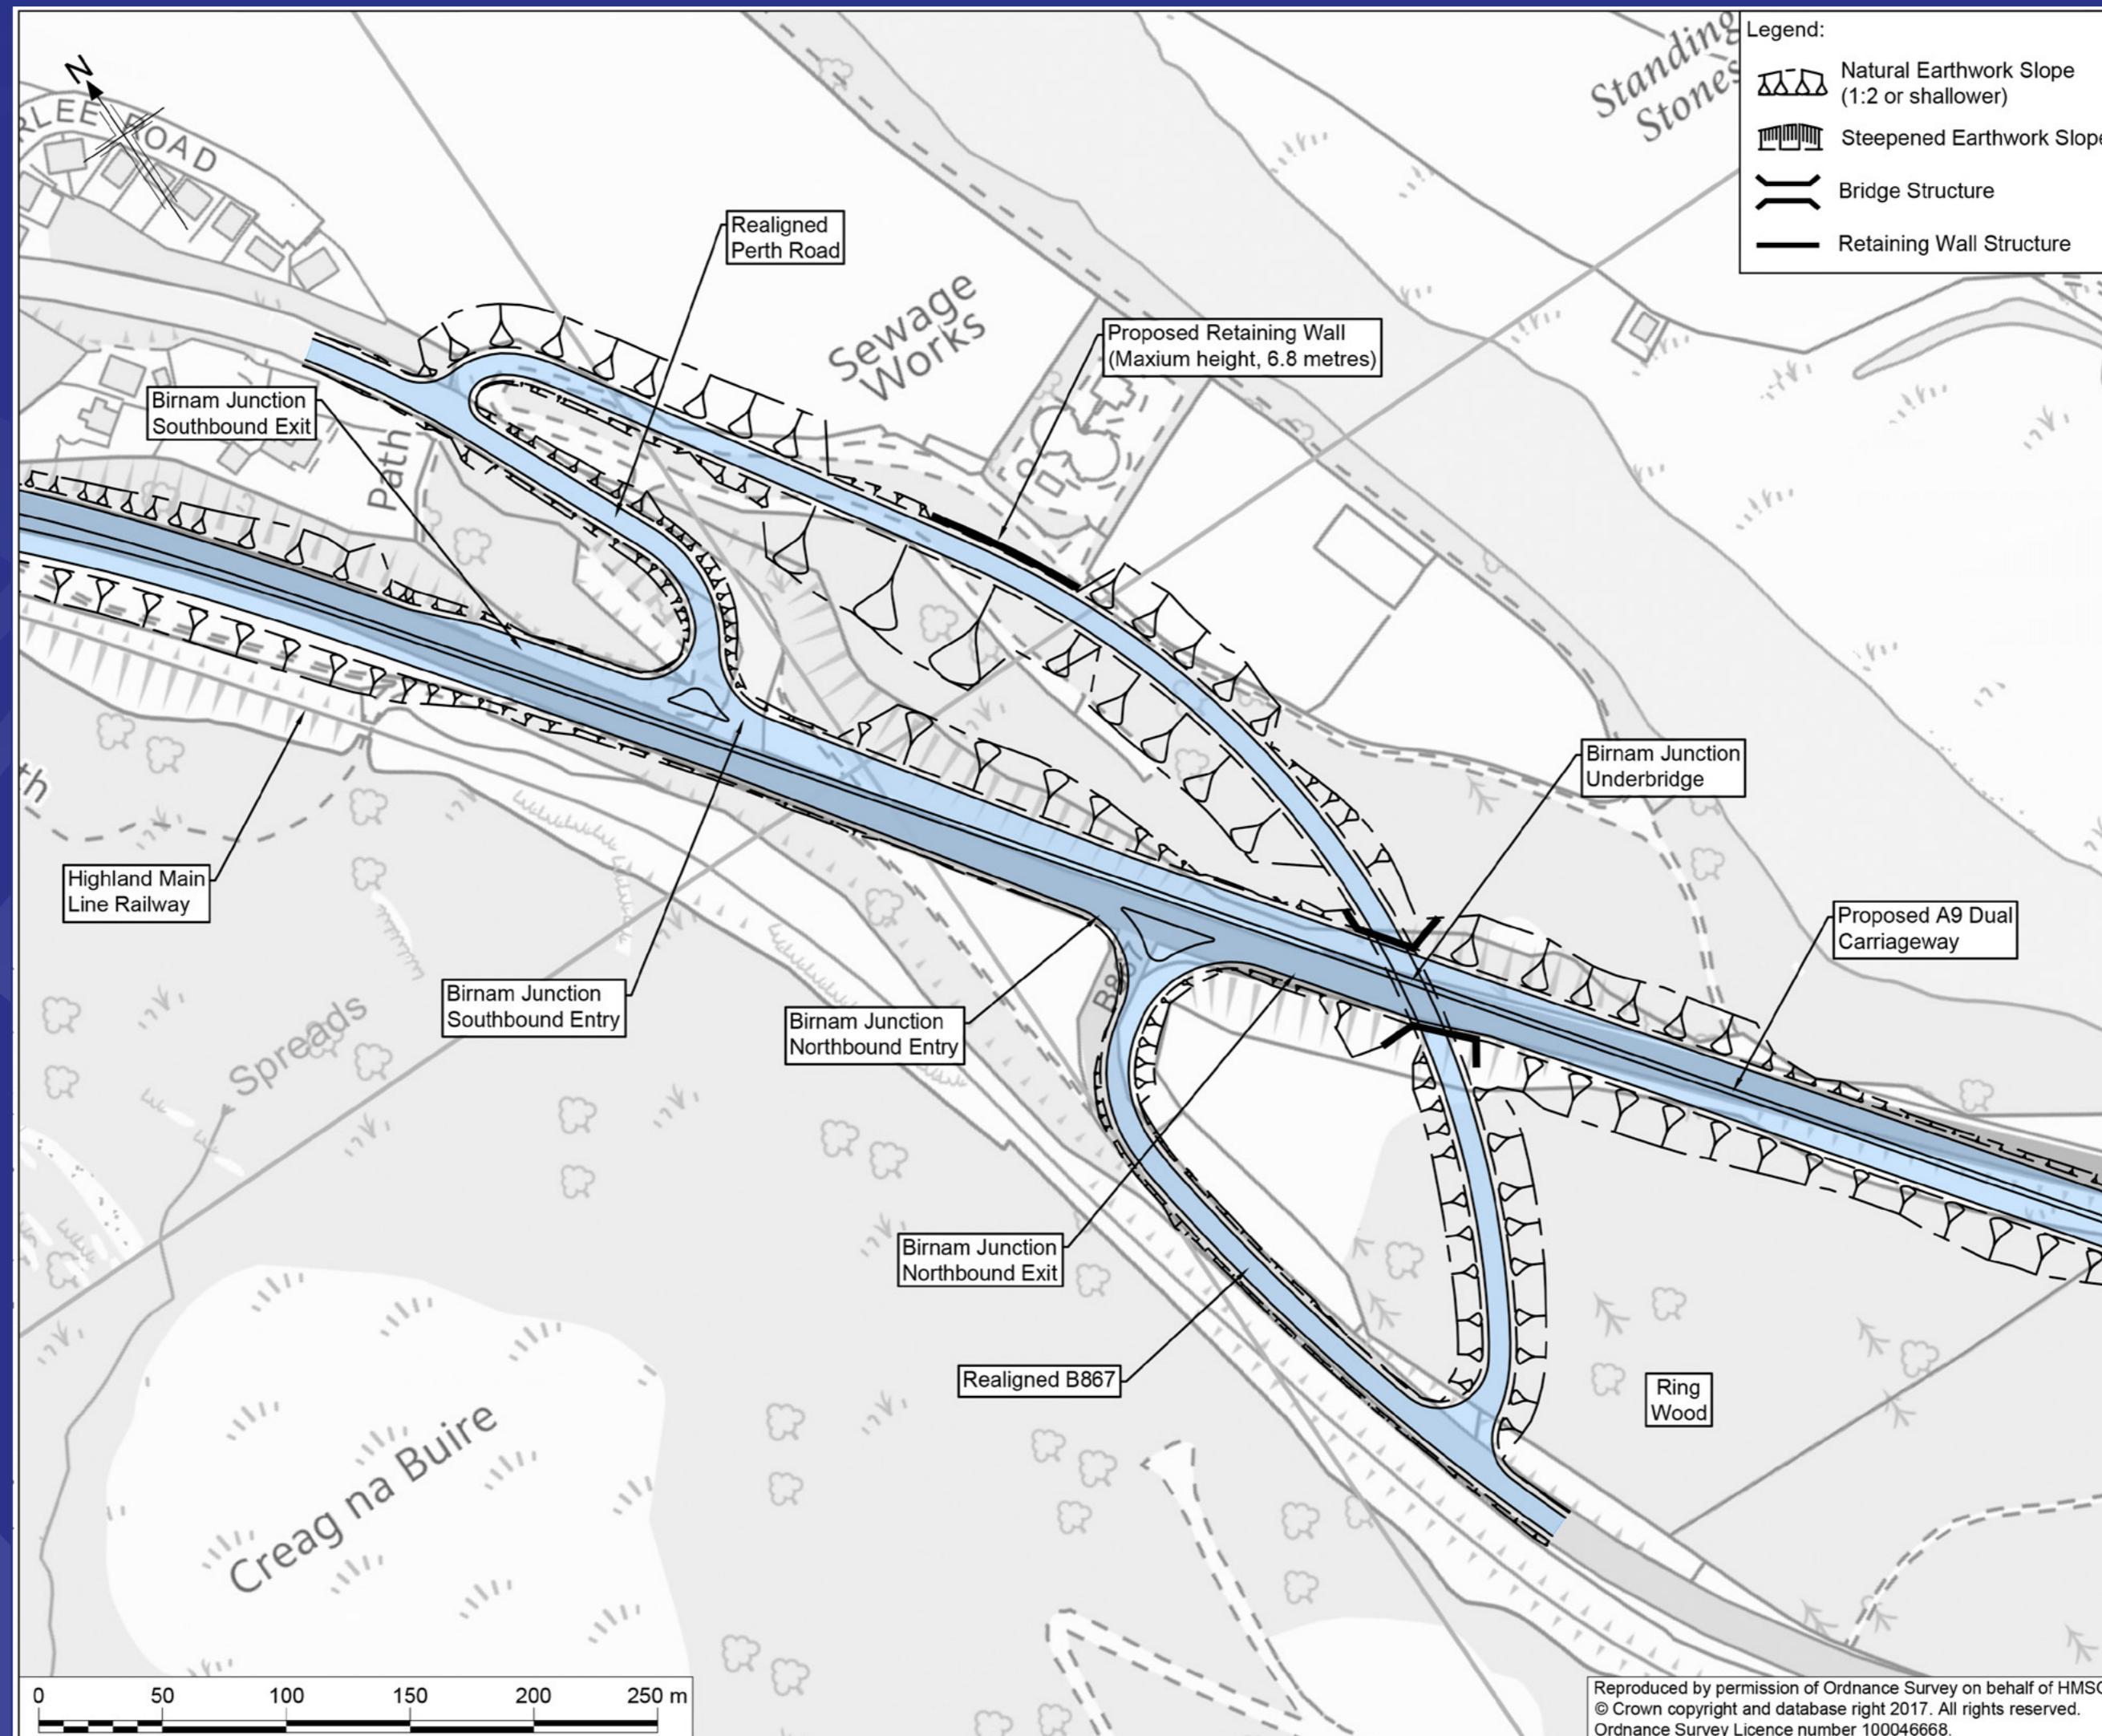 N
RLEE ROAD
Standing
Stones
Legend:
Natural Earthwork Slope
(1:2 or shallower)
Steepened Earthwork Slope
Bridge Structure
Retaining Wall Structure
Realigned
Perth Road
Sewage
Works
Proposed Retaining Wall
(Maxium height, 6.8 metres)
Birnam Junction
Southbound Exit
Path
Birnam Junction
Underbridge
th
Highland Main
Line Railway
Proposed A9 Dual
Carriageway
Birnam Junction
Southbound Entry
Birnam Junction
Northbound Entry
B867
Spreads
Birnam Junction
Northbound Exit
Realigned B867
Ring
Wood
Creag na Buire
0 50 100 150 200 250 m
Reproduced by permission of Ordnance Survey on behalf of HMSO
© Crown copyright and database right 2017. All rights reserved.
Ordnance Survey Licence number 100046668.